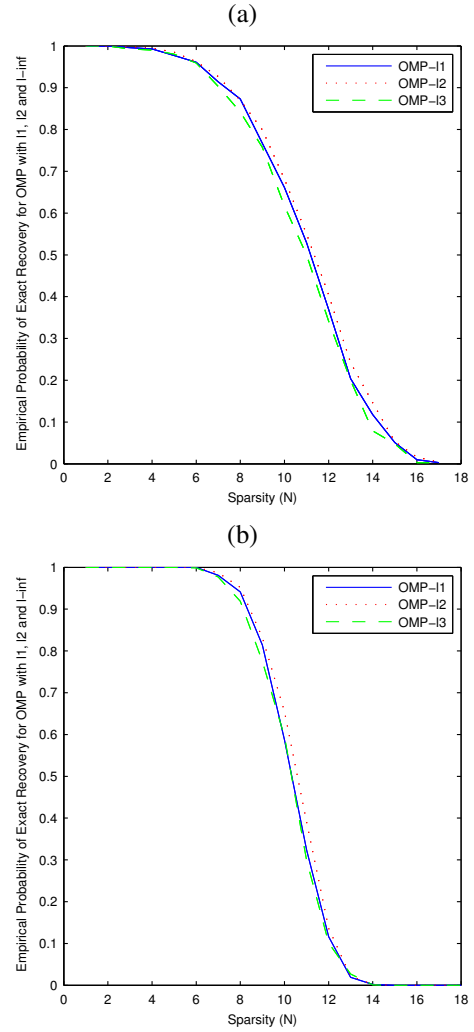 (a)
Empirical Probability of Exact Recovery for OMP with l1, l2 and l−inf
1
0.9
0.8
0.7
0.6
0.5
0.4
0.3
0.2
0.1
0
0 2 4 6 8 10 12 14 16 18
Sparsity (N)
OMP−l1
OMP−l2
OMP−l3
(b)
Empirical Probability of Exact Recovery for OMP with l1, l2 and l−inf
1
0.9
0.8
0.7
0.6
0.5
0.4
0.3
0.2
0.1
0
0 2 4 6 8 10 12 14 16 18
Sparsity (N)
OMP−l1
OMP−l2
OMP−l3